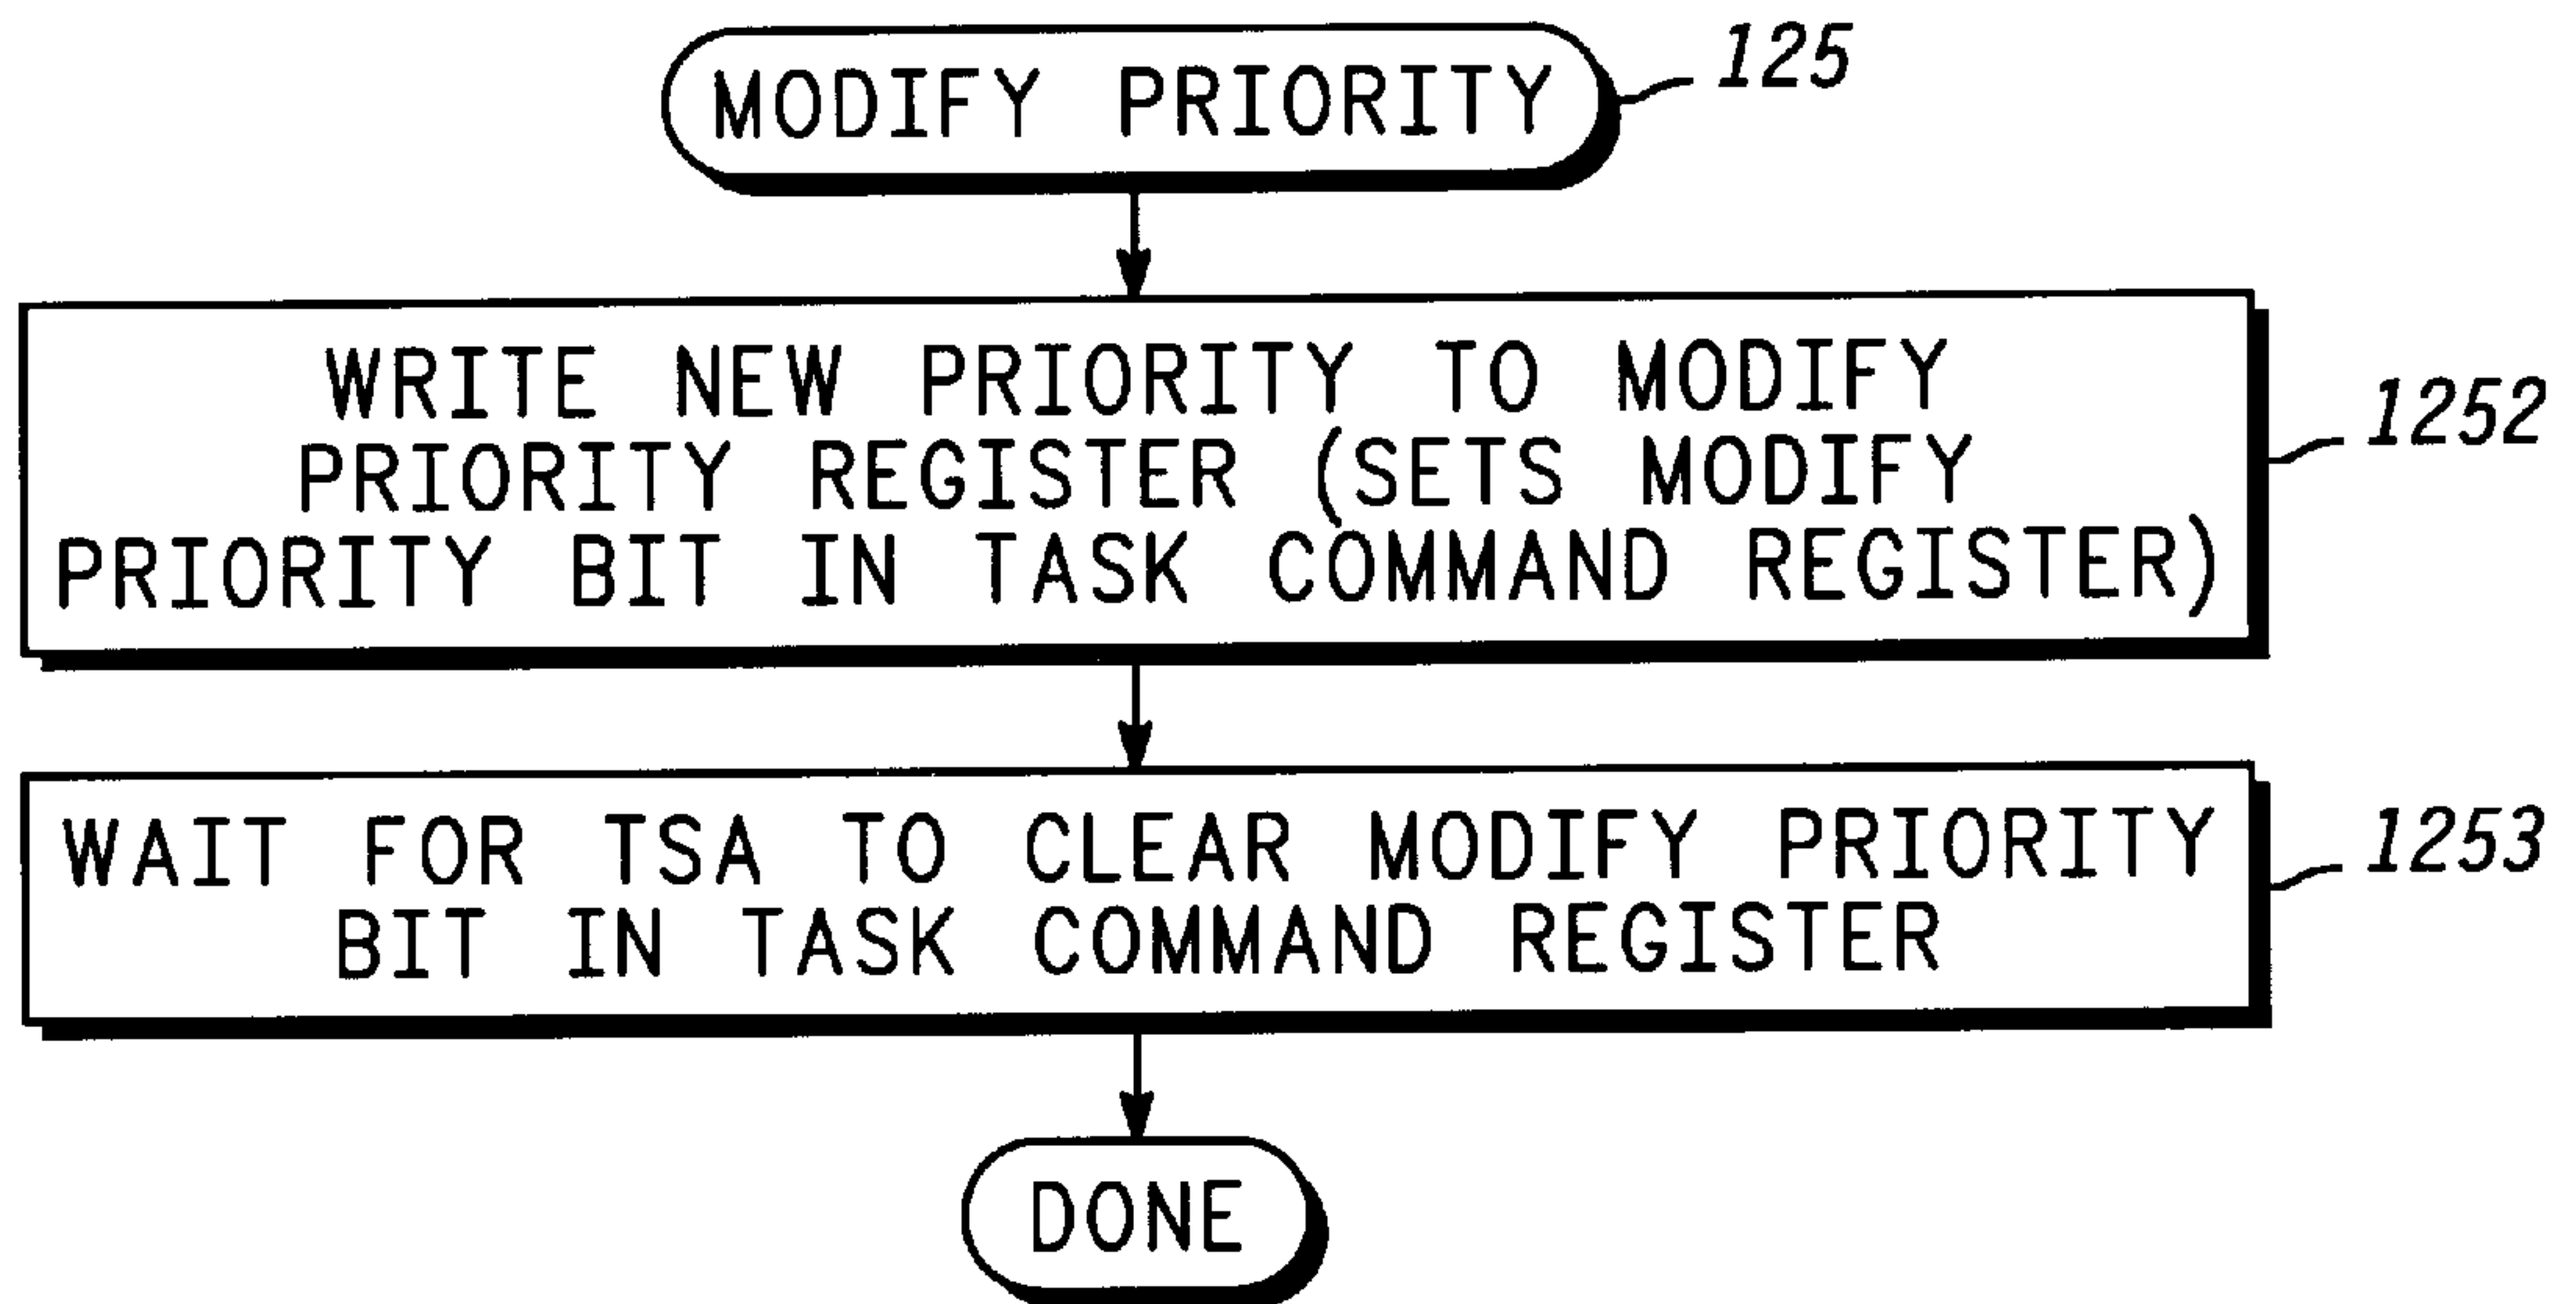 MODIFY PRIORITY
125
WRITE NEW PRIORITY TO MODIFY
PRIORITY REGISTER (SETS MODIFY
PRIORITY BIT IN TASK COMMAND REGISTER)
1252
WAIT FOR TSA TO CLEAR MODIFY PRIORITY
BIT IN TASK COMMAND REGISTER
1253
DONE